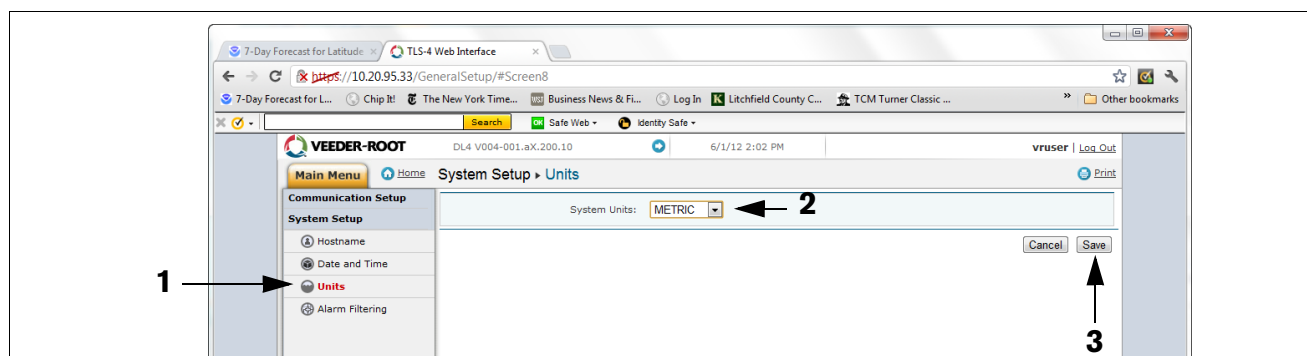 7-Day Forecast for Latitude
TLS-4 Web Interface
https://10.20.95.33/GeneralSetup/#Screen8
7-Day Forecast for L...
Chip It!
The New York Time...
WSJ
Business News & Fi...
Log In
K
Litchfield County C...
TCM Turner Classic ...
»
Other bookmarks
Search
OK
Safe Web
Identity Safe
VEEDER-ROOT
DL4 V004-001.aX.200.10
6/1/12 2:02 PM
vruser | Log Out
Main Menu
Home
System Setup ▸ Units
Print
Communication Setup
System Units:
METRIC
2
System Setup
Hostname
Cancel
Save
Date and Time
1
Units
Alarm Filtering
3